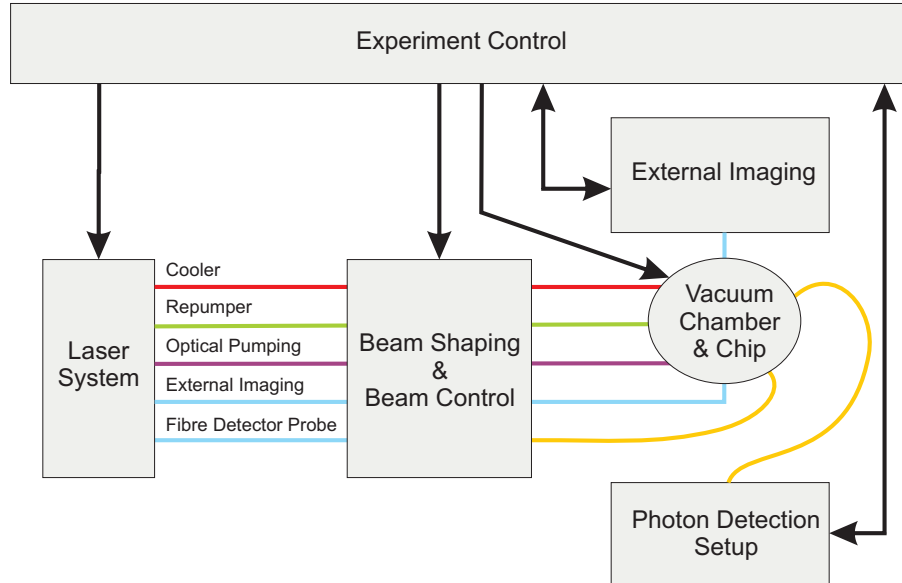 Experiment Control
External Imaging
Cooler
Repumper
Optical Pumping
External Imaging
Fibre Detector Probe
Laser
System
Beam Shaping
&
Beam Control
Vacuum
Chamber
& Chip
Photon Detection
Setup